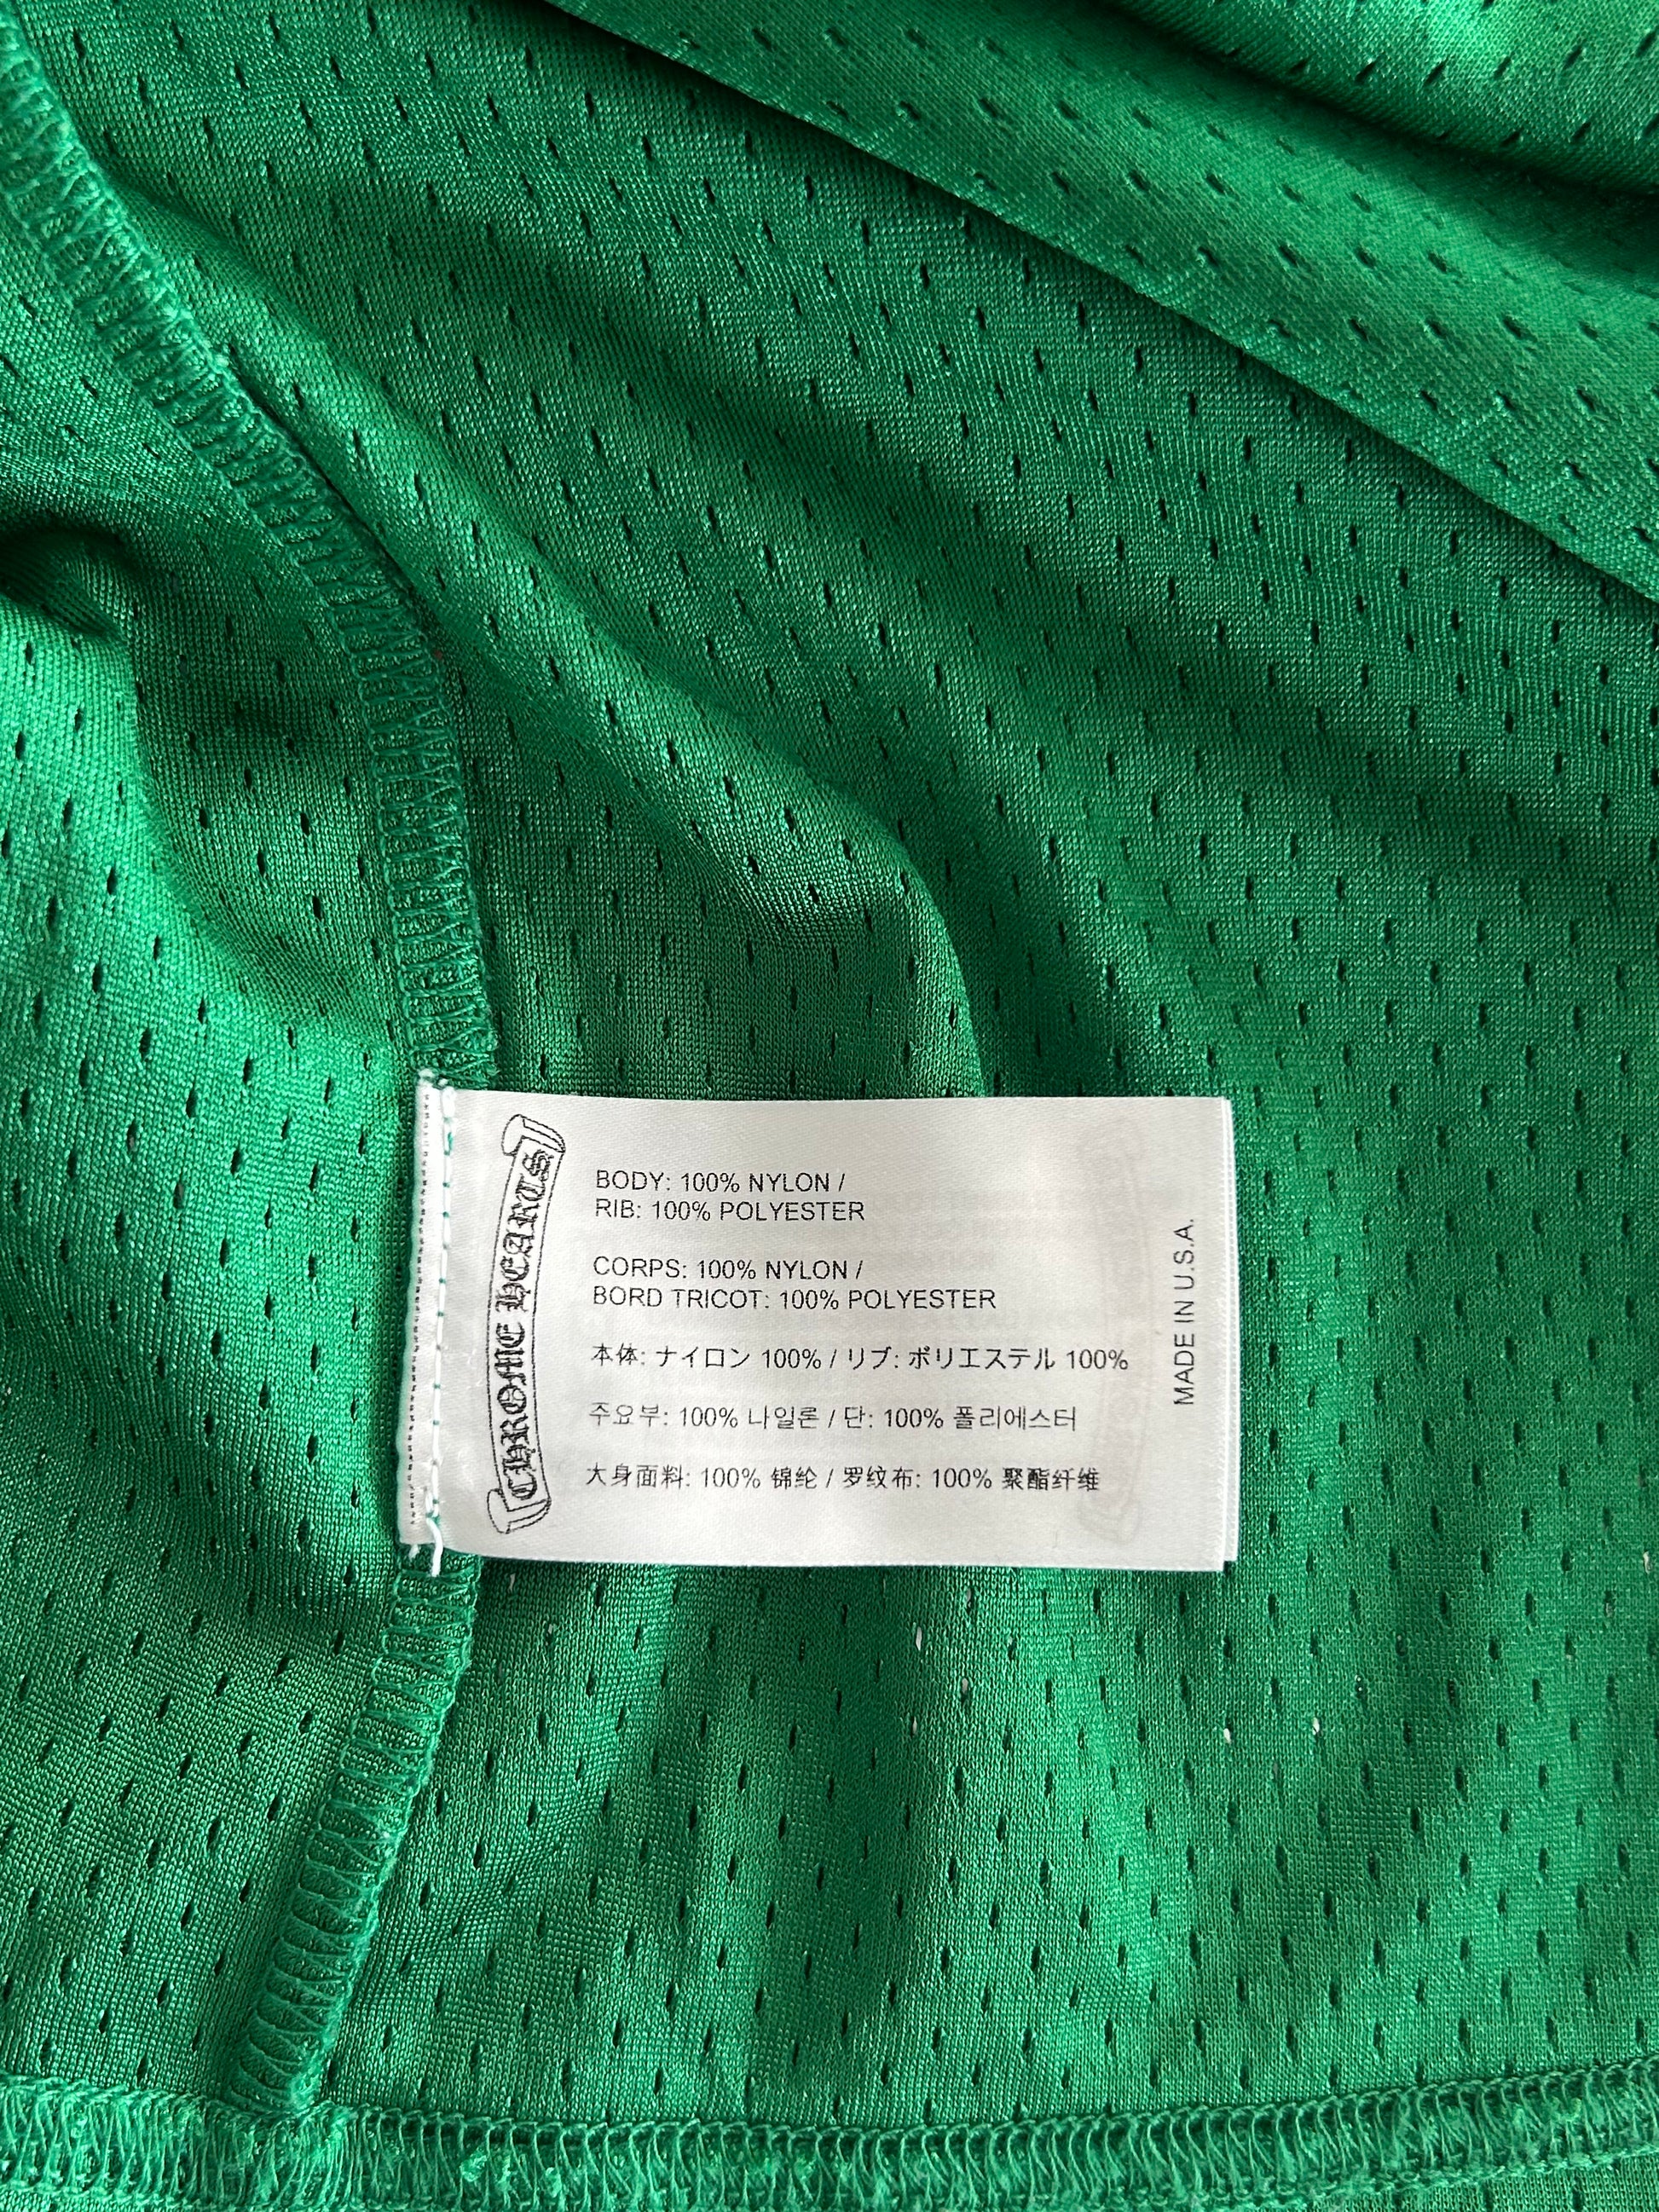 CHROME HEARTS
BODY: 100% NYLON /
RIB: 100% POLYESTER
CORPS: 100% NYLON /
BORD TRICOT: 100% POLYESTER
本体: ナイロン 100% / リブ: ポリエステル 100%
주요부: 100% 나일론 / 단: 100% 폴리에스터
大身面料: 100% 锦纶 / 罗纹布: 100% 聚酯纤维
MADE IN U.S.A.